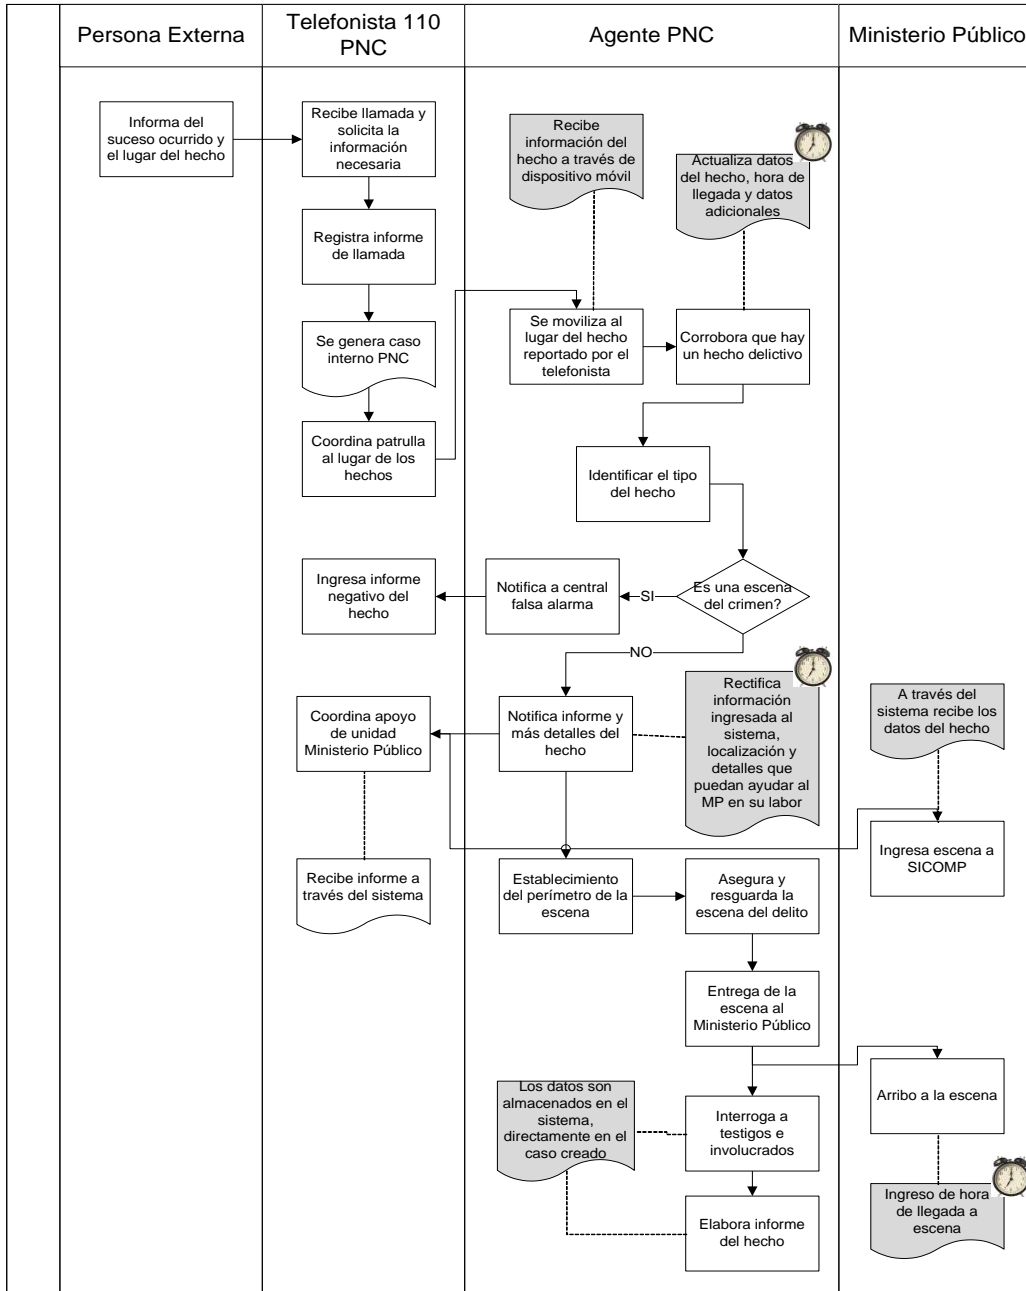 Persona Externa
Telefonista 110
PNC
Agente PNC
Ministerio Público
Informa del
suceso ocurrido y
el lugar del hecho
Recibe llamada y
solicita la
información
necesaria
Recibe
información del
hecho a través de
dispositivo móvil
Actualiza datos
del hecho, hora de
llegada y datos
adicionales
Registra informe
de llamada
Se genera caso
interno PNC
Se moviliza al
lugar del hecho
reportado por el
telefonista
Corrobora que hay
un hecho delictivo
Coordina patrulla
al lugar de los
hechos
Identificar el tipo
del hecho
Ingresa informe
negativo del
hecho
Notifica a central
falsa alarma
SI
Es una escena
del crimen?
NO
Coordina apoyo
de unidad
Ministerio Público
Notifica informe y
más detalles del
hecho
Rectifica
información
ingresada al
sistema,
localización y
detalles que
puedan ayudar al
MP en su labor
A través del
sistema recibe los
datos del hecho
Recibe informe a
través del sistema
Establecimiento
del perímetro de la
escena
Asegura y
resguarda la
escena del delito
Ingresa escena a
SICOMP
Entrega de la
escena al
Ministerio Público
Los datos son
almacenados en el
sistema,
directamente en el
caso creado
Interroga a
testigos e
involucrados
Arribo a la escena
Elabora informe
del hecho
Ingreso de hora
de llegada a
escena